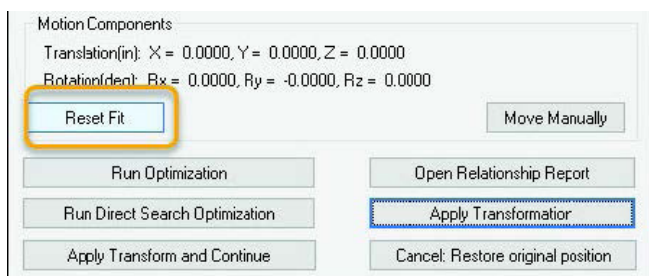 Motion Components
Translation(in): X = 0.0000, Y = 0.0000, Z = 0.0000
Rotation(deg): Rx = 0.0000, Ry = -0.0000, Rz = 0.0000
Reset Fit Move Manually
Run Optimization Open Relationship Report
Run Direct Search Optimization Apply Transformation
Apply Transform and Continue Cancel: Restore original position